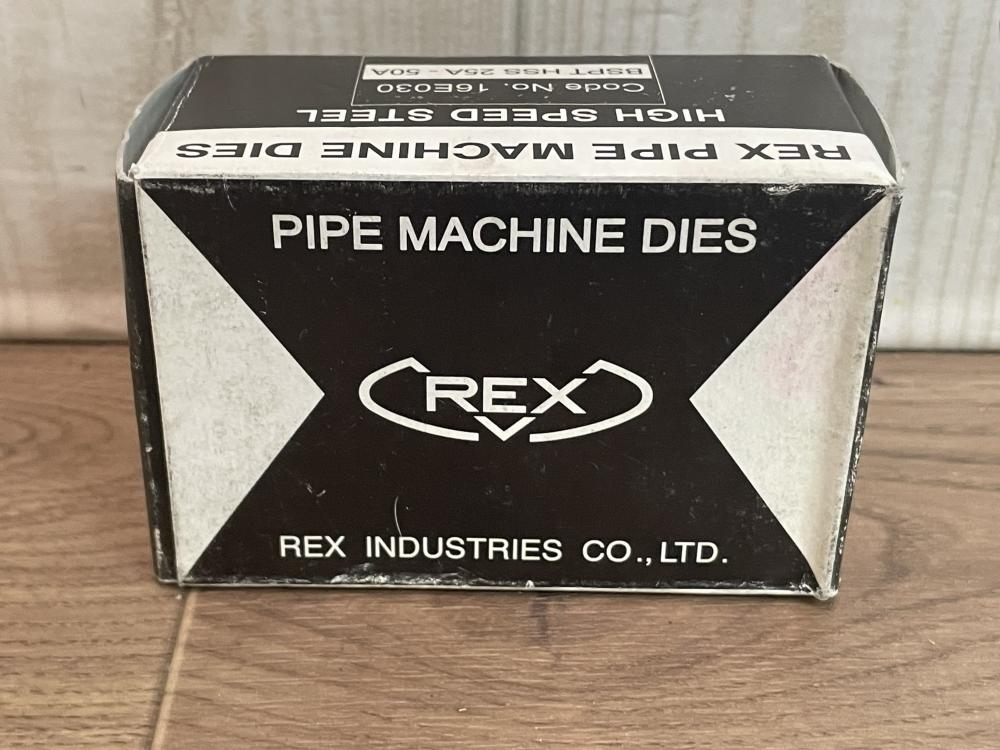 REX PIPE MACHINE DIES
HIGH SPEED STEEL
Code No. 16E030
BSPT HSS 25A - 50A
PIPE MACHINE DIES
REX
REX INDUSTRIES CO., LTD.